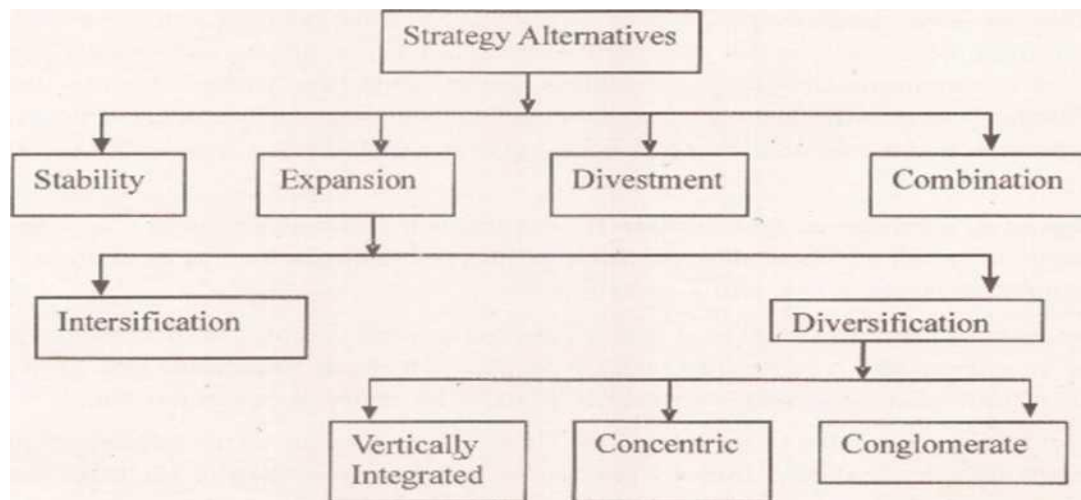 Strategy Alternatives
Stability
Expansion
Divestment
Combination
Intersification
Diversification
Vertically
Integrated
Concentric
Conglomerate